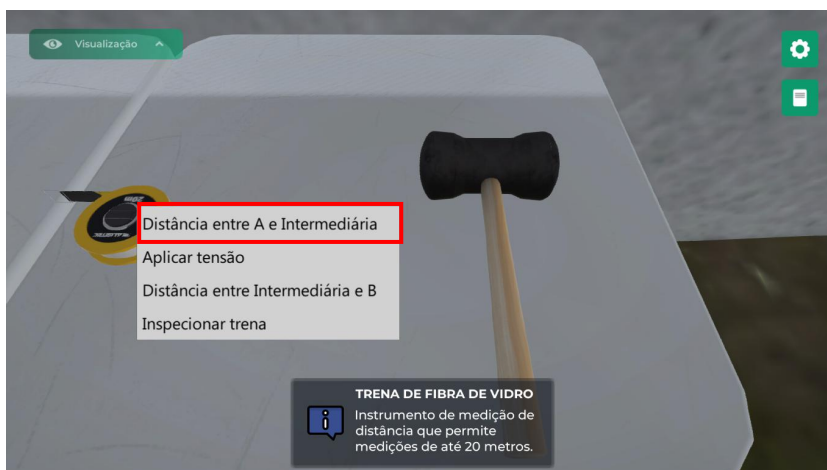 Visualização
Distância entre A e Intermediária
Aplicar tensão
Distância entre Intermediária e B
Inspecionar trena
TRENA DE FIBRA DE VIDRO
Instrumento de medição de
distância que permite
medições de até 20 metros.